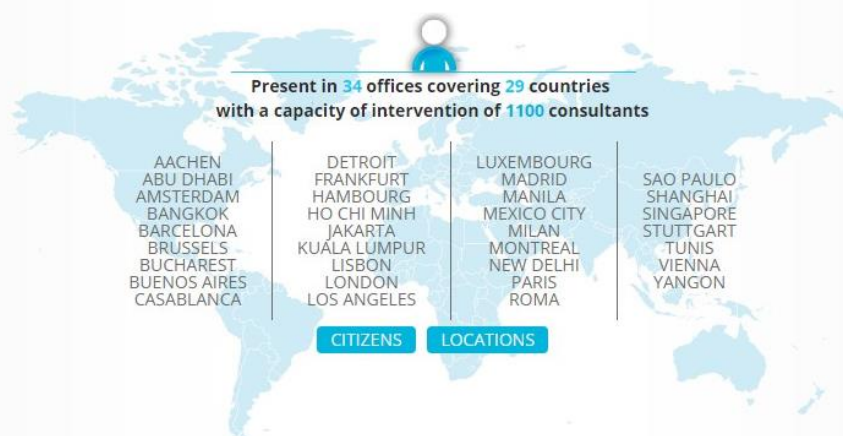 Present in 34 offices covering 29 countries
with a capacity of intervention of 1100 consultants
AACHEN
ABU DHABI
AMSTERDAM
BANGKOK
BARCELONA
BRUSSELS
BUCHAREST
BUENOS AIRES
CASABLANCA
DETROIT
FRANKFURT
HAMBOURG
HO CHI MINH
JAKARTA
KUALA LUMPUR
LISBON
LONDON
LOS ANGELES
LUXEMBOURG
MADRID
MANILA
MEXICO CITY
MILAN
MONTREAL
NEW DELHI
PARIS
ROMA
SAO PAULO
SHANGHAI
SINGAPORE
STUTTGART
TUNIS
VIENNA
YANGON
CITIZENS
LOCATIONS